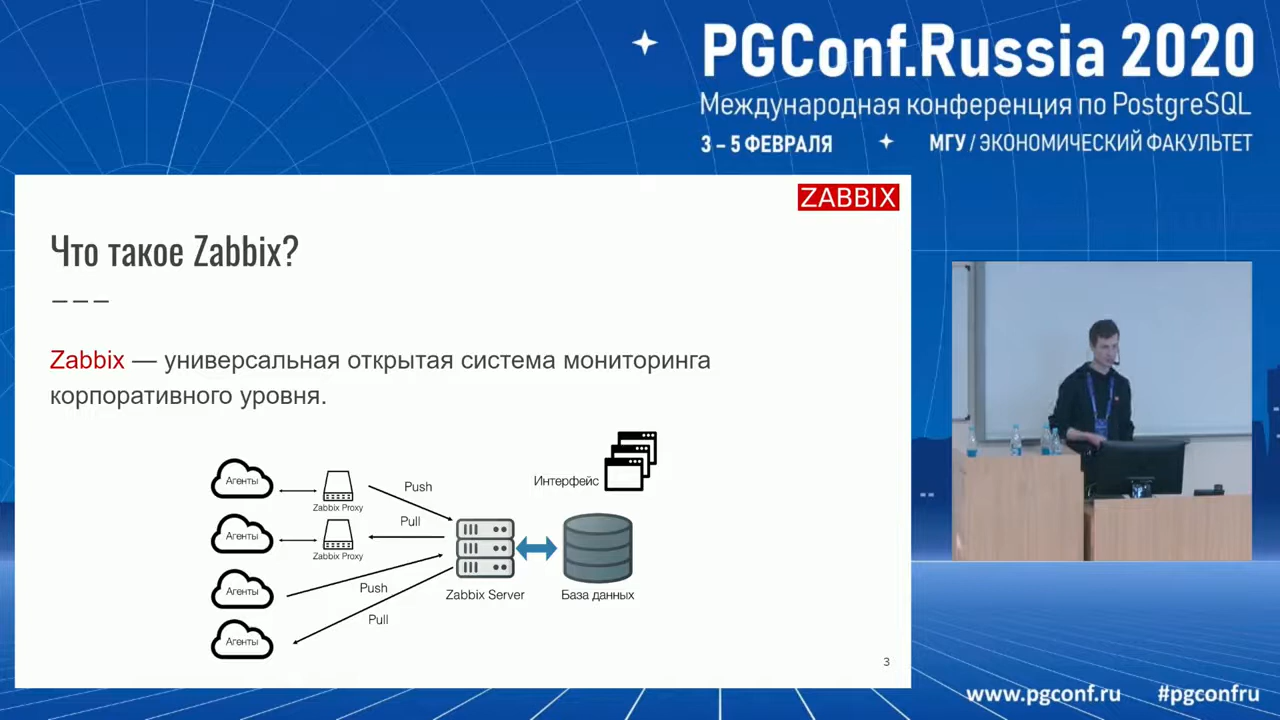 PGConf.Russia 2020
Международная конференция по PostgreSQL
3 – 5 ФЕВРАЛЯ
МГУ / ЭКОНОМИЧЕСКИЙ ФАКУЛЬТЕТ
ZABBIX
Что такое Zabbix?
Zabbix — универсальная открытая система мониторинга
корпоративного уровня.
Интерфейс
Агенты
Zabbix Proxy
Push
Агенты
Zabbix Proxy
Pull
Агенты
Push
Zabbix Server
База данных
Агенты
Pull
3
www.pgconf.ru
#pgconfru